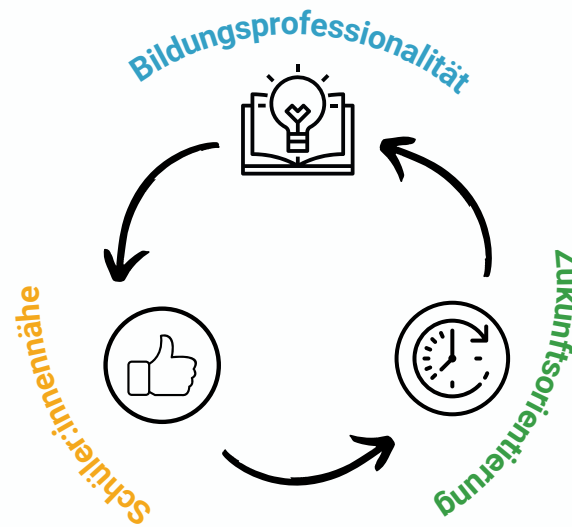 Bildungsprofessionalität
Schüler:innennähe
Zukunftsorientierung